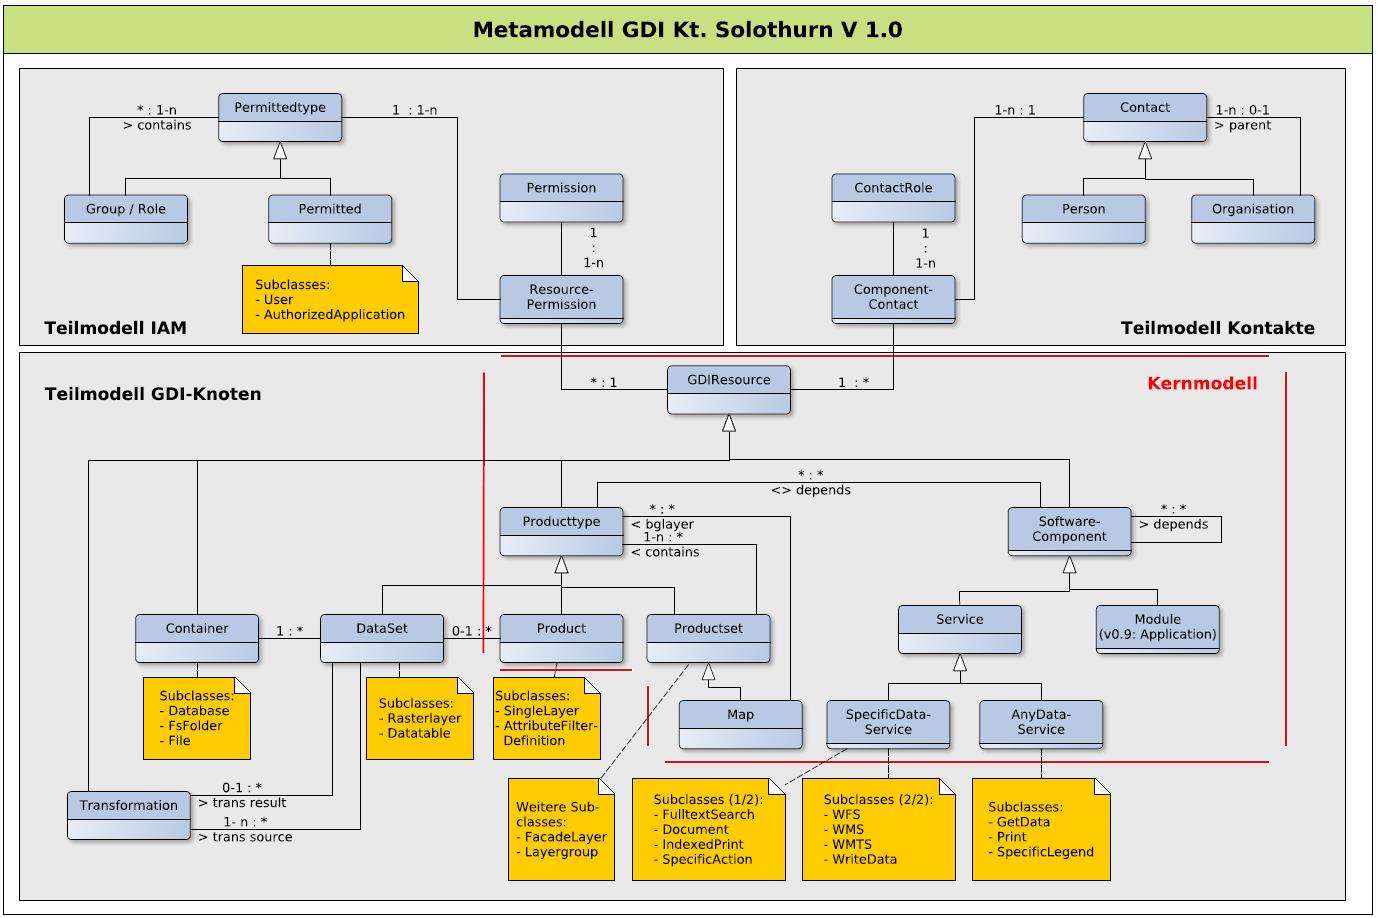 Metamodell GDI Kt. Solothurn V 1.0
* : 1-n
> contains
Permittedtype
1 : 1-n
Group / Role
Permitted
Subclasses:
- User
- AuthorizedApplication
Permission
1
:
1-n
Resource-
Permission
Teilmodell IAM
1-n : 1
Contact
1-n : 0-1
> parent
ContactRole
Person
Organisation
1
:
1-n
Component-
Contact
Teilmodell Kontakte
Teilmodell GDI-Knoten
* : 1
GDIResource
1 : *
Kernmodell
* : *
<> depends
Producttype
* : *
< bglayer
1-n : *
< contains
Software-
Component
* : *
> depends
Container
1 : *
DataSet
0-1 : *
Product
Productset
Service
Module
(v0.9: Application)
Subclasses:
- Database
- FsFolder
- File
Subclasses:
- Rasterlayer
- Datatable
Subclasses:
- SingleLayer
- AttributeFilter-
Definition
Map
SpecificData-
Service
AnyData-
Service
Transformation
0-1 : *
> trans result
1- n : *
> trans source
Weitere Sub-
classes:
- FacadeLayer
- Layergroup
Subclasses (1/2):
- FulltextSearch
- Document
- IndexedPrint
- SpecificAction
Subclasses (2/2):
- WFS
- WMS
- WMTS
- WriteData
Subclasses:
- GetData
- Print
- SpecificLegend